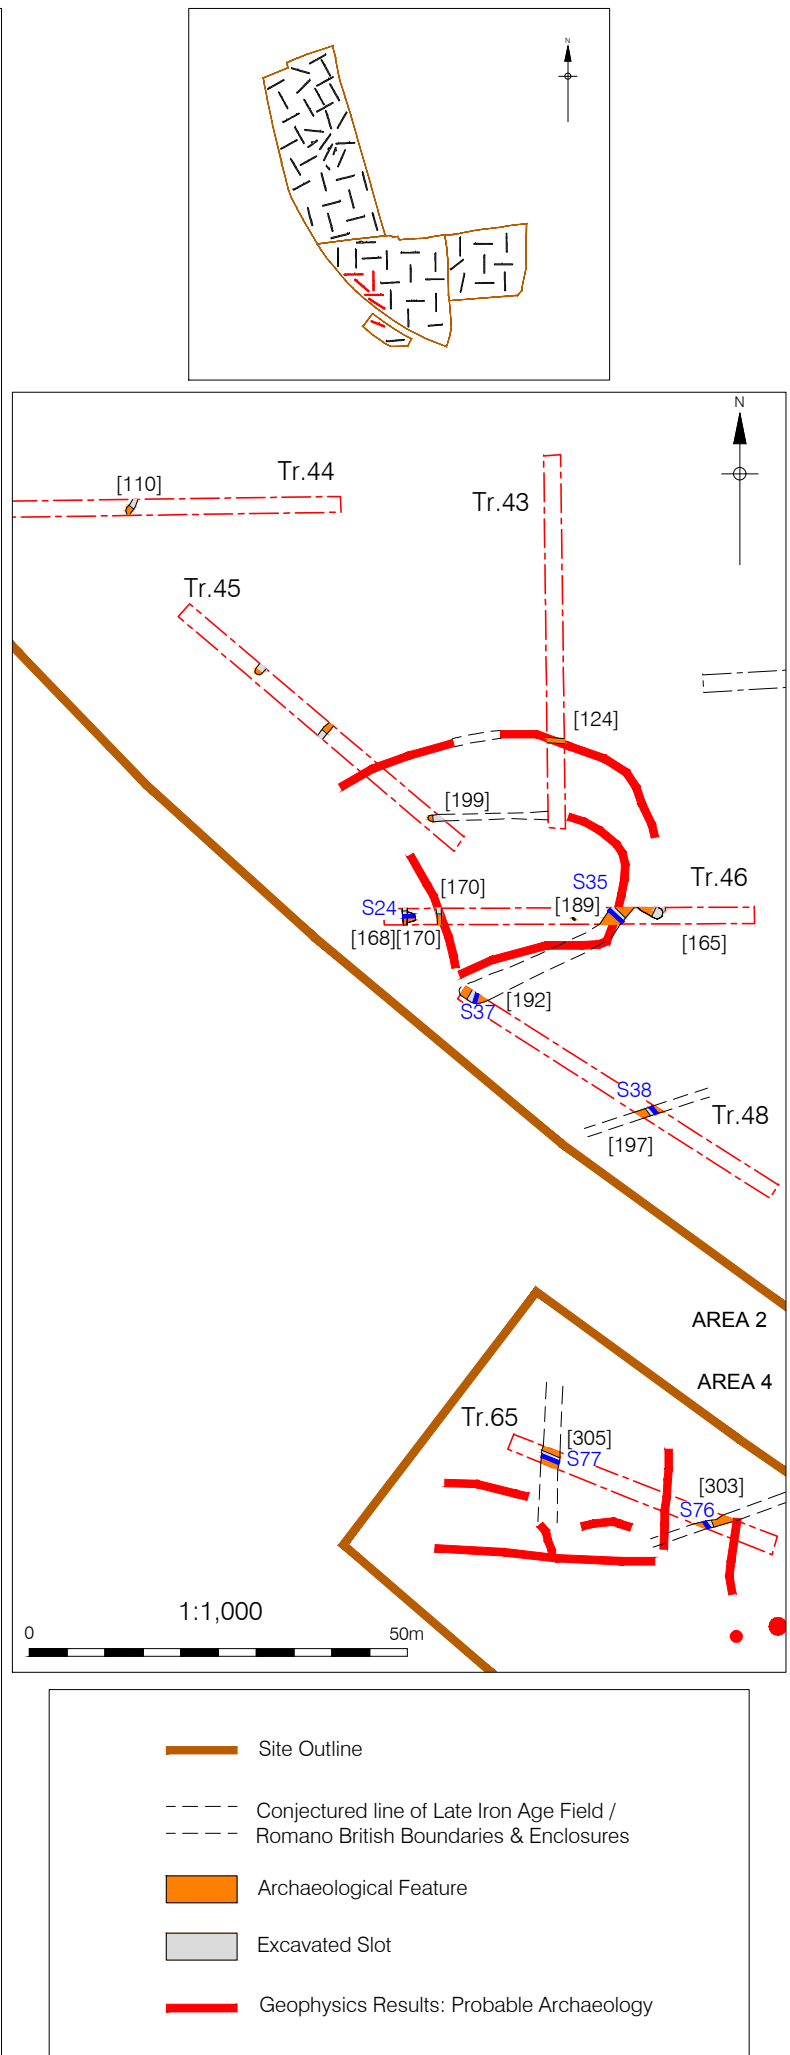 N
N
Tr.44
[110]
Tr.43
Tr.45
[124]
[199]
Tr.46
S35
[170]
S24
[189]
[168][170]
[165]
[192]
S37
S38
Tr.48
[197]
AREA 2
AREA 4
Tr.65
[305]
S77
[303]
S76
1:1,000
0 50m
Site Outline
Conjectured line of Late Iron Age Field /
Romano British Boundaries & Enclosures
Archaeological Feature
Excavated Slot
Geophysics Results: Probable Archaeology